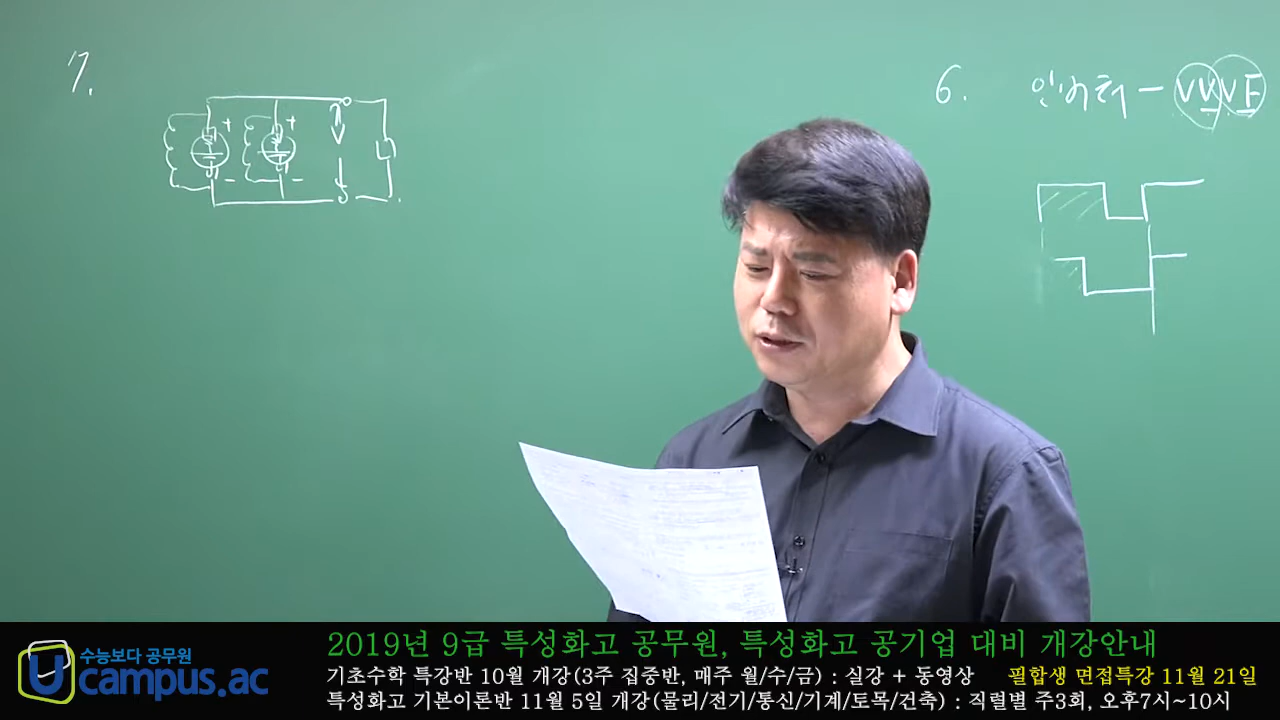 7.
+ +
- -
6. 인버터 - VVVF
수능보다 공무원
Ucampus.ac
2019년 9급 특성화고 공무원, 특성화고 공기업 대비 개강안내
기초수학 특강반 10월 개강(3주 집중반, 매주 월/수/금) : 실강 + 동영상 필합생 면접특강 11월 21일
특성화고 기본이론반 11월 5일 개강(물리/전기/통신/기계/토목/건축) : 직렬별 주3회, 오후7시~10시